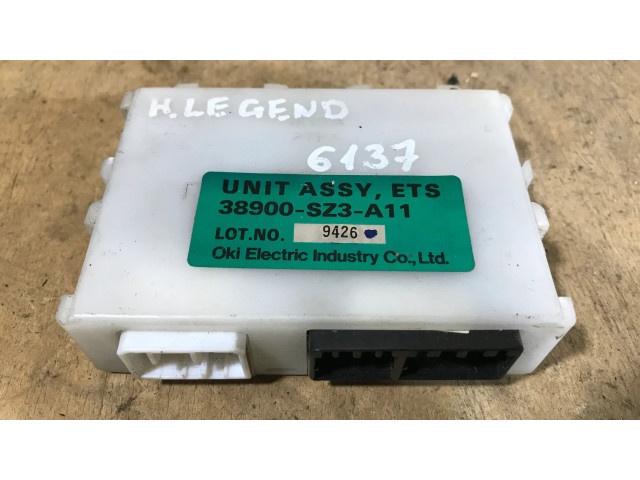 H.LEGEND
6137
UNIT ASSY, ETS
38900-SZ3-A11
LOT.NO. 9426
Oki Electric Industry Co.,Ltd.